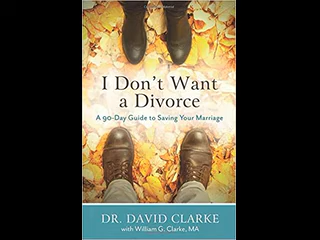 I Don't Want
a Divorce
A 90-Day Guide to Saving Your Marriage
DR. DAVID CLARKE
with William G. Clarke, MA